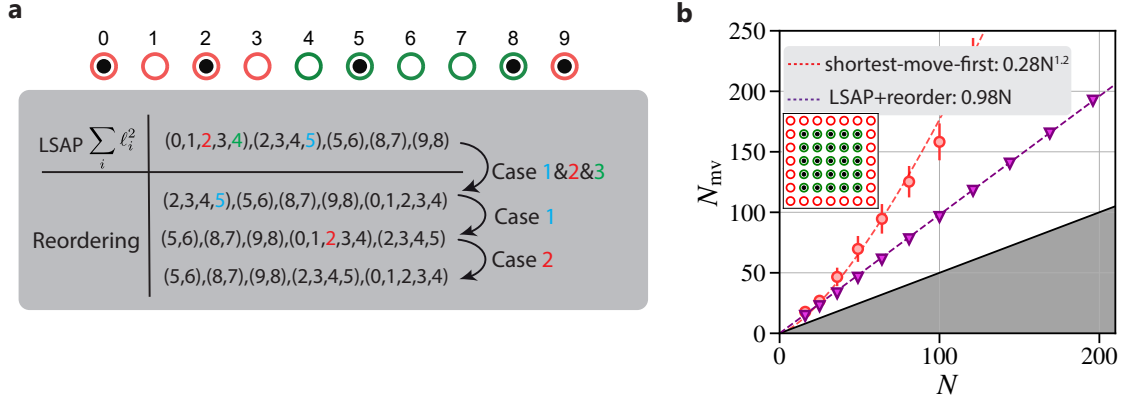 a
0 1 2 3 4 5 6 7 8 9
LSAP ∑ᵢ ℓᵢ² (0,1,2,3,4),(2,3,4,5),(5,6),(8,7),(9,8)
Case 1&2&3
(2,3,4,5),(5,6),(8,7),(9,8),(0,1,2,3,4)
Case 1
Reordering (5,6),(8,7),(9,8),(0,1,2,3,4),(2,3,4,5)
Case 2
(5,6),(8,7),(9,8),(2,3,4,5),(0,1,2,3,4)
b
250
200
150
100
50
0
N_mv
shortest-move-first: 0.28N^1.2
LSAP+reorder: 0.98N
0 100 200
N